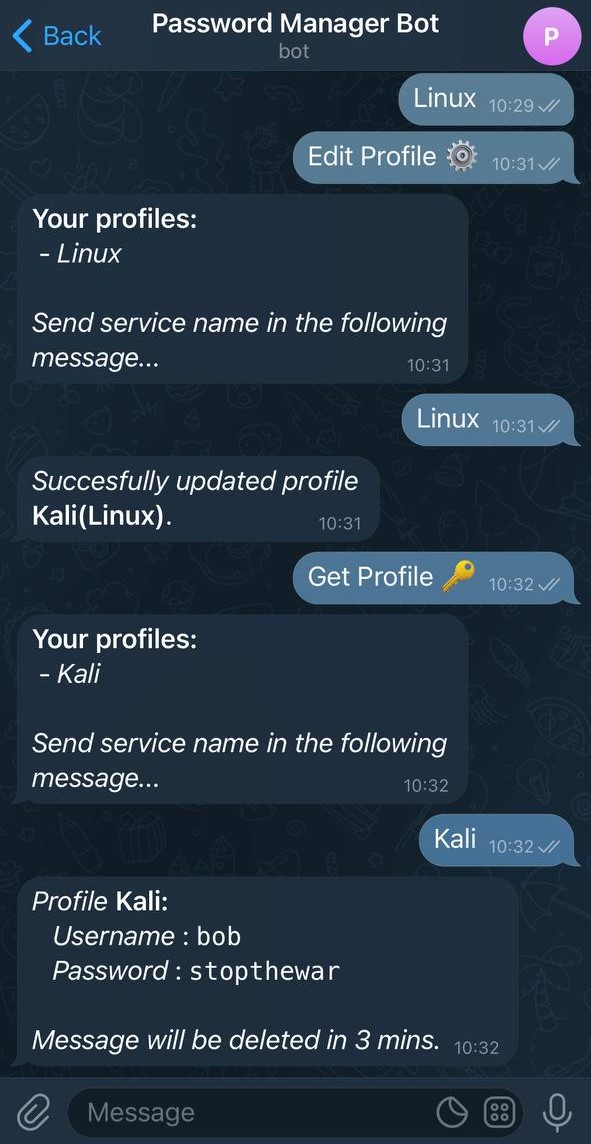 Back
Password Manager Bot
bot
P
Linux 10:29
Edit Profile ⚙️ 10:31
Your profiles:
- Linux
Send service name in the following
message... 10:31
Linux 10:31
Succesfully updated profile
Kali(Linux). 10:31
Get Profile 🔑 10:32
Your profiles:
- Kali
Send service name in the following
message... 10:32
Kali 10:32
Profile Kali:
Username : bob
Password : stopthewar
Message will be deleted in 3 mins. 10:32
Message